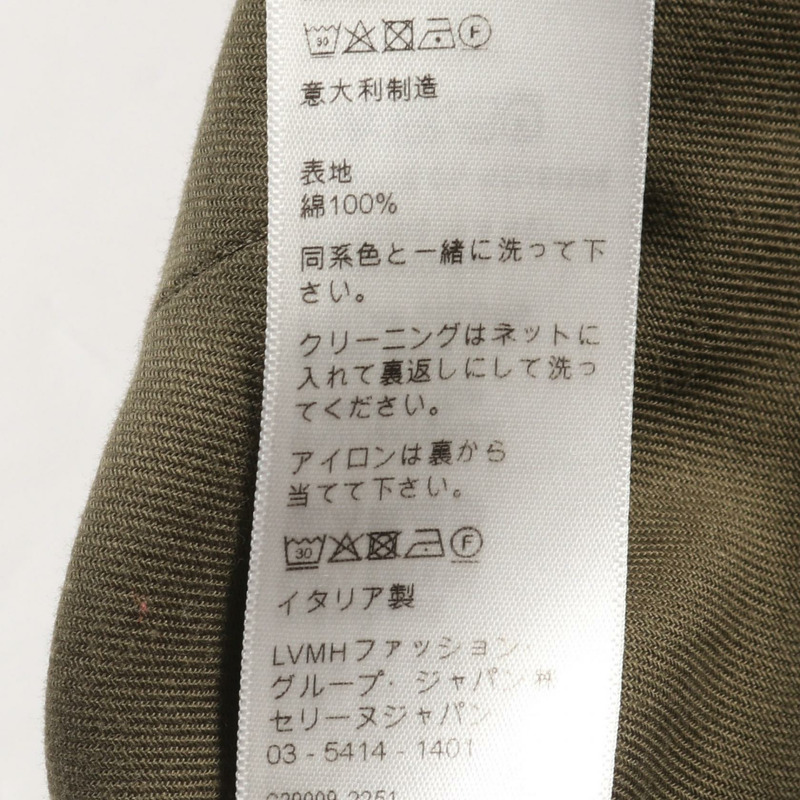 30 F
意大利制造
表地
綿100%
同系色と一緒に洗って下
さい。
クリーニングはネットに
入れて裏返しにして洗っ
てください。
アイロンは裏から
当てて下さい。
30 F
イタリア製
LVMHファッション·
グループ· ジャパン㈱
セリーヌジャパン
03 - 5414 - 1401